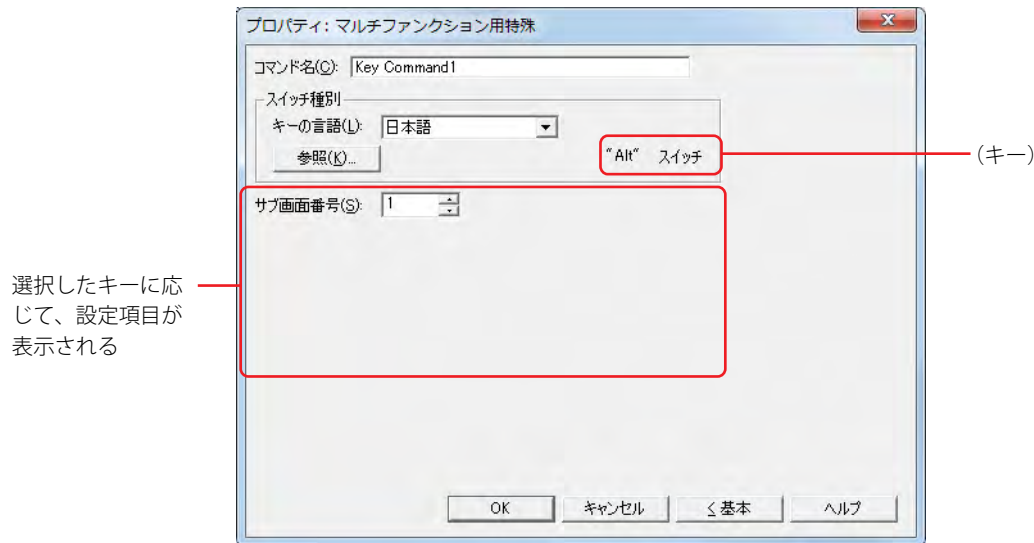 プロパティ: マルチファンクション用特殊
コマンド名(C): Key Command1
スイッチ種別
キーの言語(L): 日本語
参照(K)...
"Alt" スイッチ
(キー)
サブ画面番号(S): 1
選択したキーに応
じて、設定項目が
表示される
OK キャンセル < 基本 ヘルプ